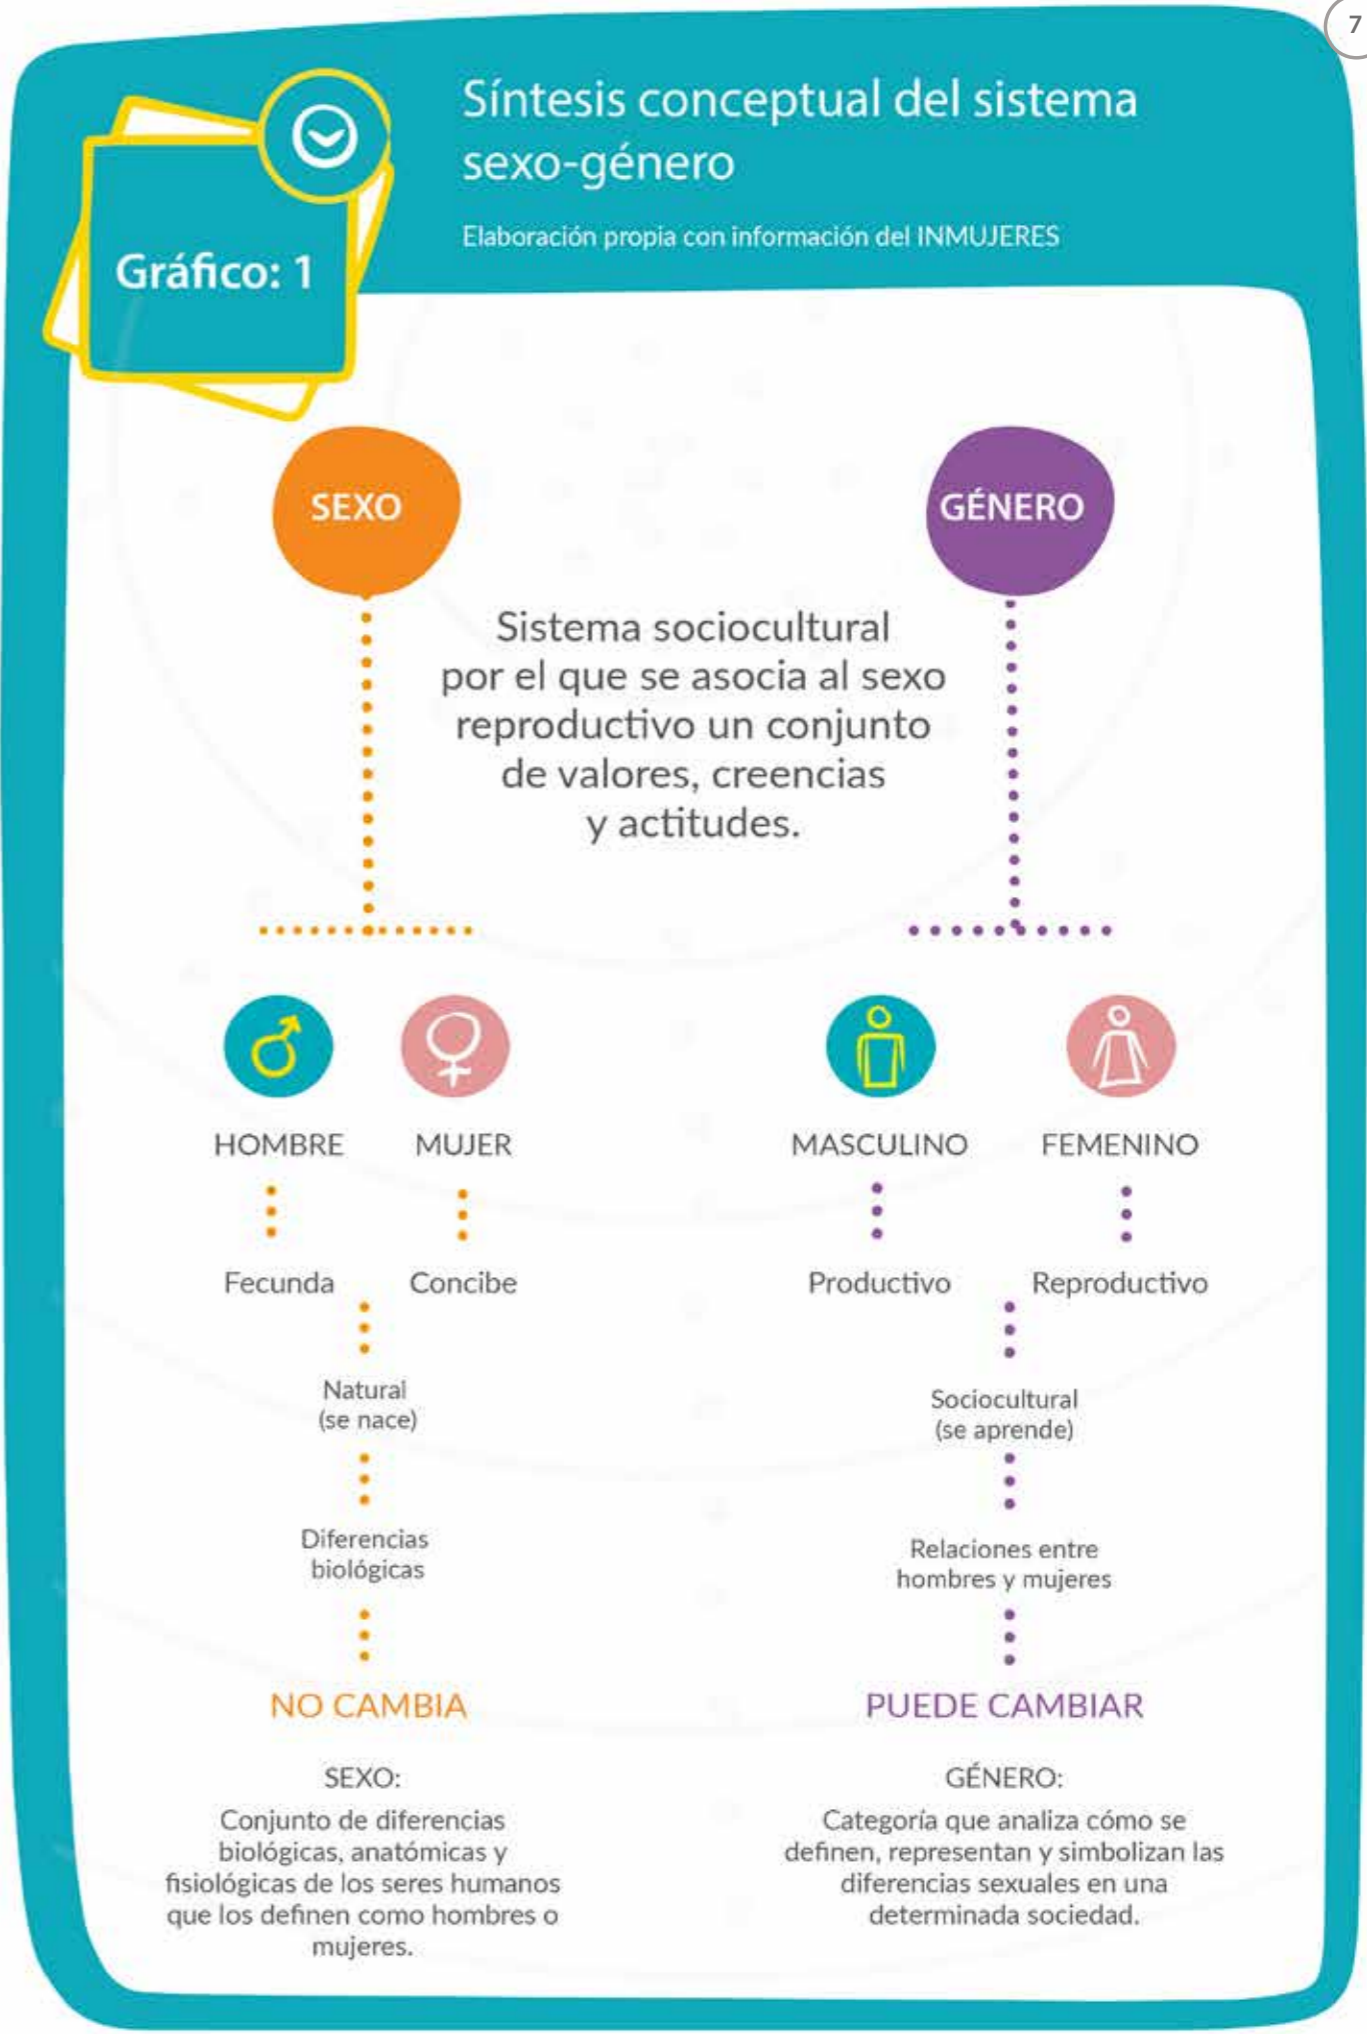 7
Síntesis conceptual del sistema
sexo-género
Elaboración propia con información del INMUJERES
Gráfico: 1
SEXO
GÉNERO
Sistema sociocultural
por el que se asocia al sexo
reproductivo un conjunto
de valores, creencias
y actitudes.
HOMBRE
MUJER
MASCULINO
FEMENINO
Fecunda
Concibe
Productivo
Reproductivo
Natural
(se nace)
Sociocultural
(se aprende)
Diferencias
biológicas
Relaciones entre
hombres y mujeres
NO CAMBIA
PUEDE CAMBIAR
SEXO:
Conjunto de diferencias
biológicas, anatómicas y
fisiológicas de los seres humanos
que los definen como hombres o
mujeres.
GÉNERO:
Categoría que analiza cómo se
definen, representan y simbolizan las
diferencias sexuales en una
determinada sociedad.